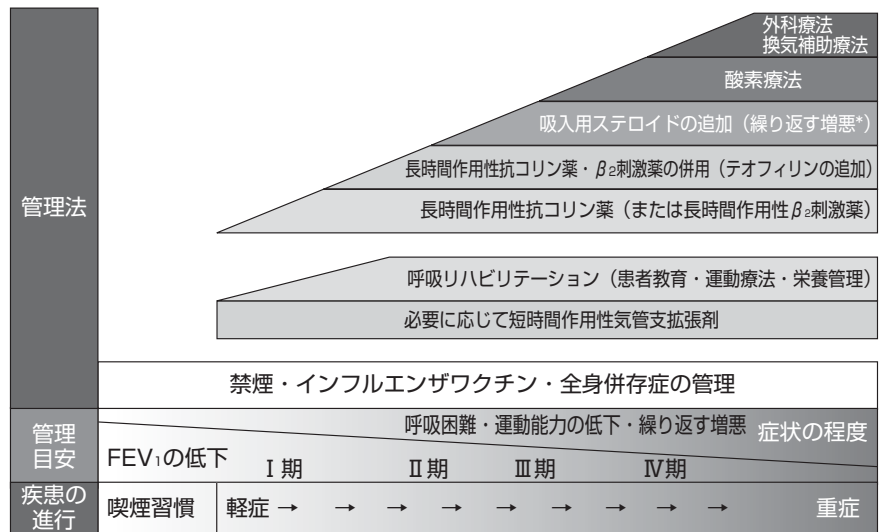 外科療法
換気補助療法
酸素療法
吸入用ステロイドの追加（繰り返す増悪*）
長時間作用性抗コリン薬・β2刺激薬の併用（テオフィリンの追加）
管理法
長時間作用性抗コリン薬（または長時間作用性β2刺激薬）
呼吸リハビリテーション（患者教育・運動療法・栄養管理）
必要に応じて短時間作用性気管支拡張剤
禁煙・インフルエンザワクチン・全身併存症の管理
管理
目安
呼吸困難・運動能力の低下・繰り返す増悪 症状の程度
FEV1の低下 Ⅰ期 Ⅱ期 Ⅲ期 Ⅳ期
疾患の
進行
喫煙習慣 軽症 → → → → → → → → → 重症